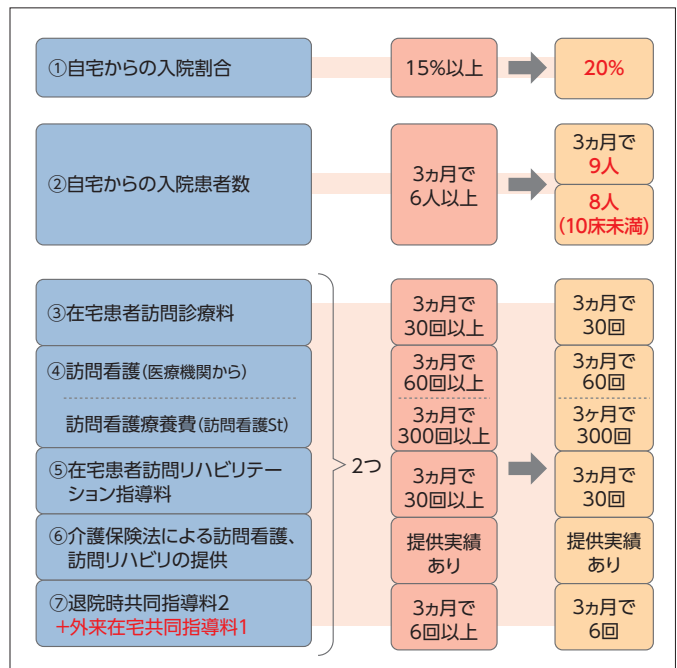 ①自宅からの入院割合
15%以上
20%
②自宅からの入院患者数
3ヵ月で
6人以上
3ヵ月で
9人
8人
(10床未満)
③在宅患者訪問診療料
3ヵ月で
30回以上
3ヵ月で
30回
④訪問看護(医療機関から)
3ヵ月で
60回以上
3ヵ月で
60回
訪問看護療養費(訪問看護St)
3ヵ月で
300回以上
3ヶ月で
300回
2つ
⑤在宅患者訪問リハビリテー
ション指導料
3ヵ月で
30回以上
3ヵ月で
30回
⑥介護保険法による訪問看護、
訪問リハビリの提供
提供実績
あり
提供実績
あり
⑦退院時共同指導料2
+外来在宅共同指導料1
3ヵ月で
6回以上
3ヵ月で
6回